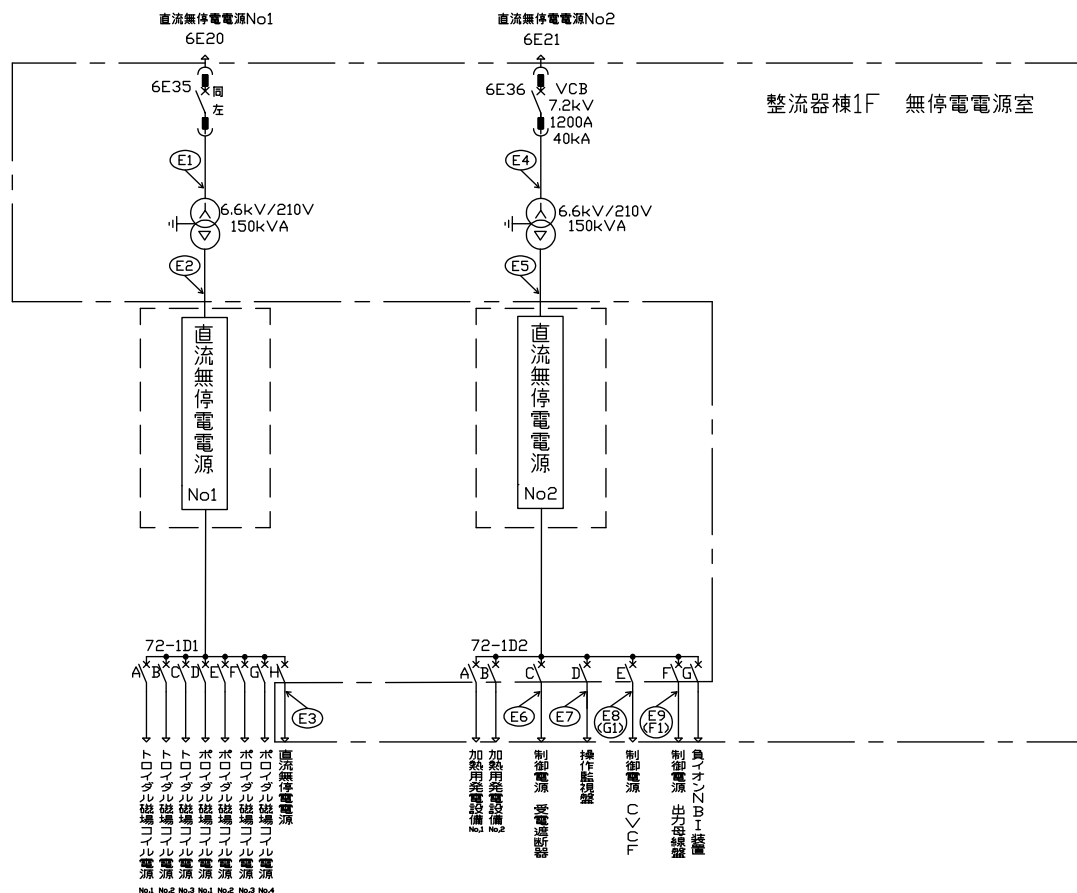 直流無停電電源No1
6E20
直流無停電電源No2
6E21
6E35
同左
6E36
VCB
7.2kV
1200A
40kA
整流器棟1F 無停電電源室
E1
E4
6.6kV/210V
150kVA
6.6kV/210V
150kVA
E2
E5
直流無停電電源
No1
直流無停電電源
No2
72-1D1
A
B
C
D
E
F
G
H
72-1D2
A
B
C
D
E
F
G
E3
E6
E7
E8
(G1)
E9
(F1)
トロイダル磁場コイル電源 No.1
トロイダル磁場コイル電源 No.2
トロイダル磁場コイル電源 No.3
ポロイダル磁場コイル電源 No.1
ポロイダル磁場コイル電源 No.2
ポロイダル磁場コイル電源 No.3
ポロイダル磁場コイル電源 No.4
直流無停電電源
加熱用発電設備 No.1
加熱用発電設備 No.2
制御電源 受電遮断器
操作監視盤
制御電源 CVCF
制御電源 出力母線盤
負イオンNBI装置